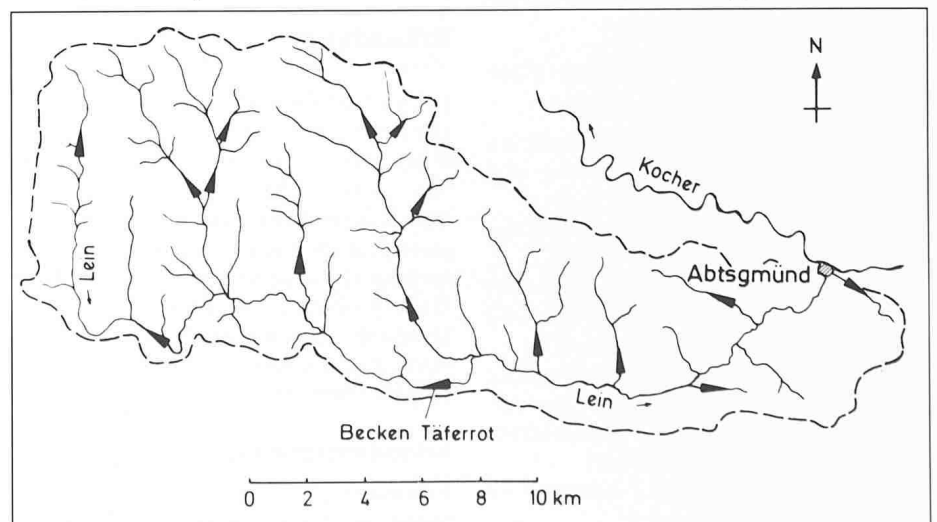 N
Kocher
Lein
Abtsgmünd
Lein
Becken Täferrot
0 2 4 6 8 10 km